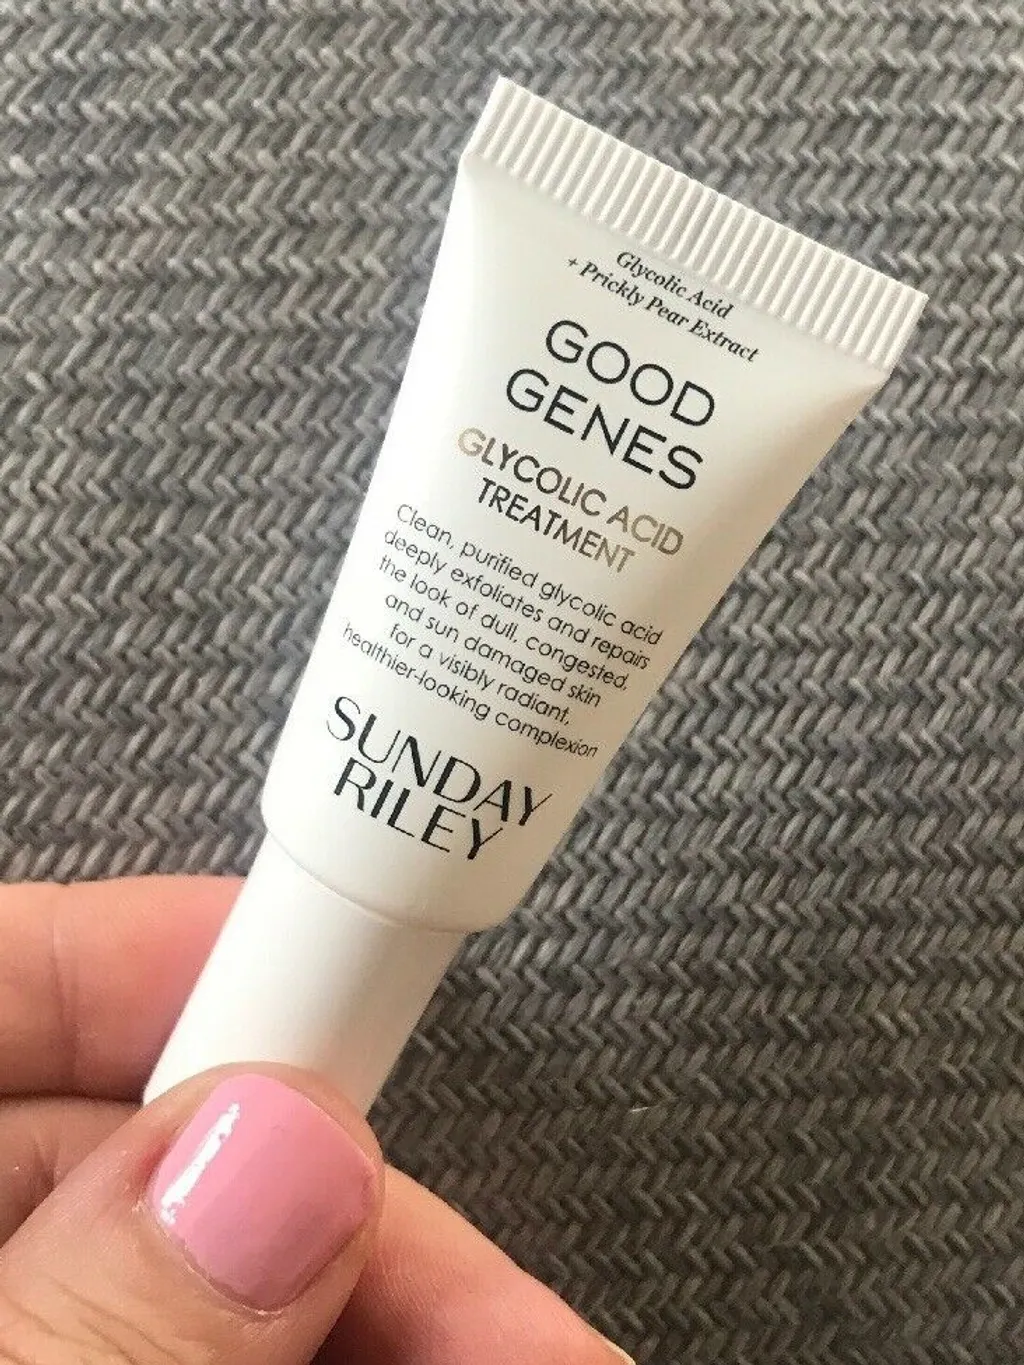 Glycolic Acid
+ Prickly Pear Extract
GOOD
GENES
GLYCOLIC ACID
TREATMENT
Clean, purified glycolic acid
deeply exfoliates and repairs
the look of dull, congested,
and sun damaged skin
for a visibly radiant,
healthier-looking complexion
SUNDAY
RILEY